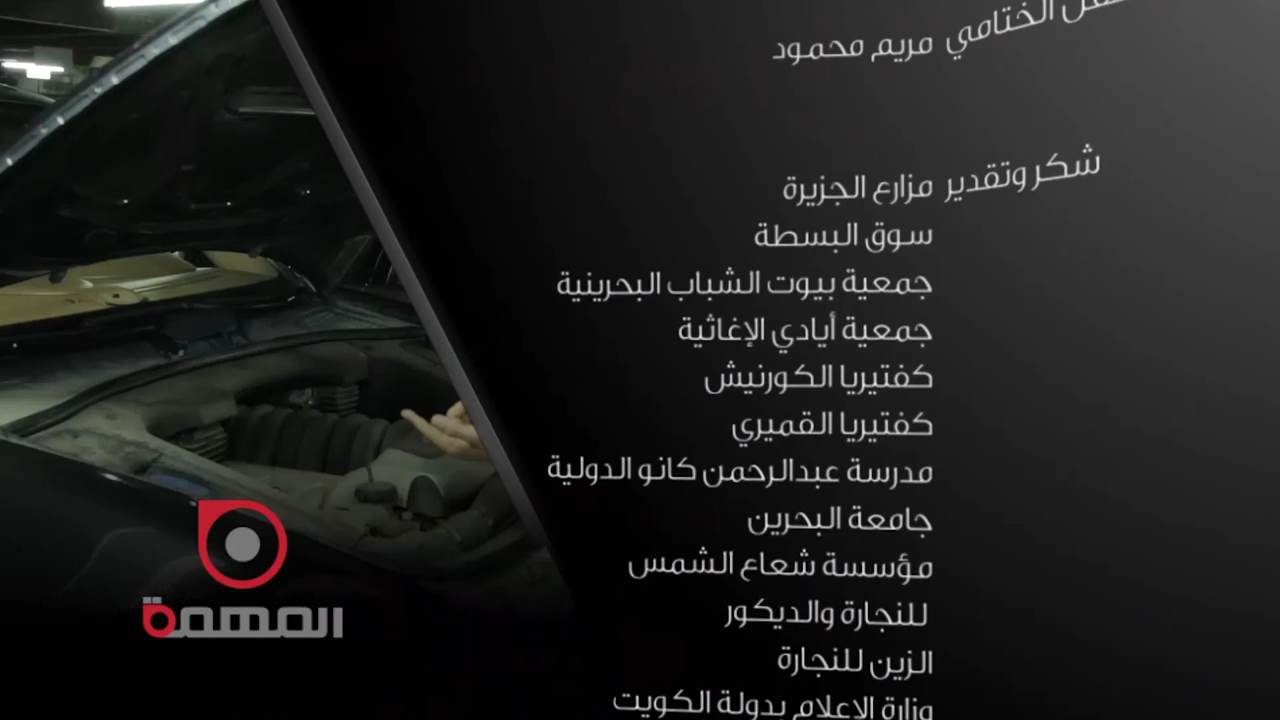 الختامي مريم محمود
شكر وتقدير مزارع الجزيرة
سوق البسطة
جمعية بيوت الشباب البحرينية
جمعية أيادي الإغاثية
كفتيريا الكورنيش
كفتيريا القميري
مدرسة عبدالرحمن كانو الدولية
جامعة البحرين
مؤسسة شعاع الشمس
للنجارة والديكور
الزين للنجارة
وزارة الاعلام بدولة الكويت
المهمة